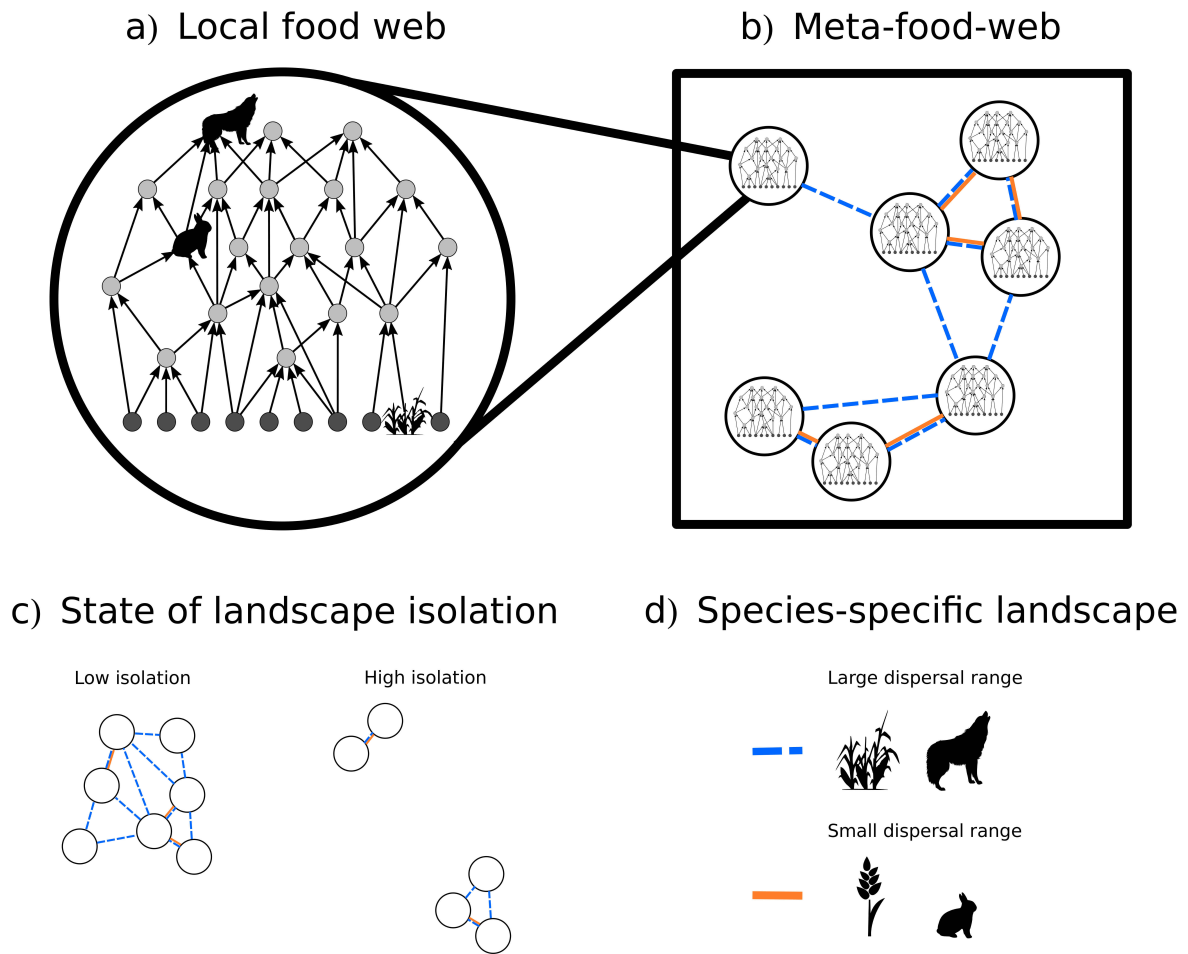 a) Local food web
b) Meta-food-web
c) State of landscape isolation
d) Species-specific landscape
Low isolation
High isolation
Large dispersal range
Small dispersal range